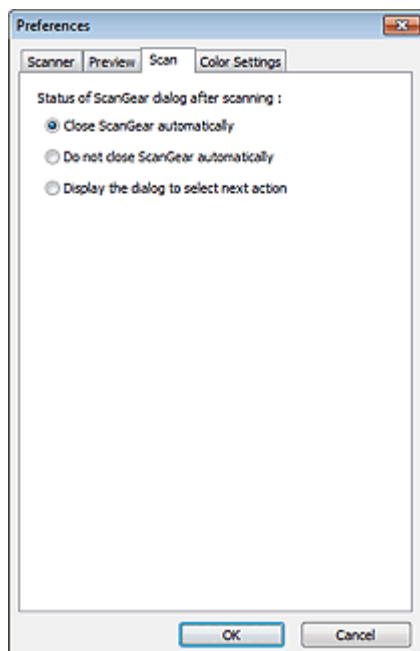 Preferences
Scanner Preview Scan Color Settings
Status of ScanGear dialog after scanning :
Close ScanGear automatically
Do not close ScanGear automatically
Display the dialog to select next action
OK Cancel